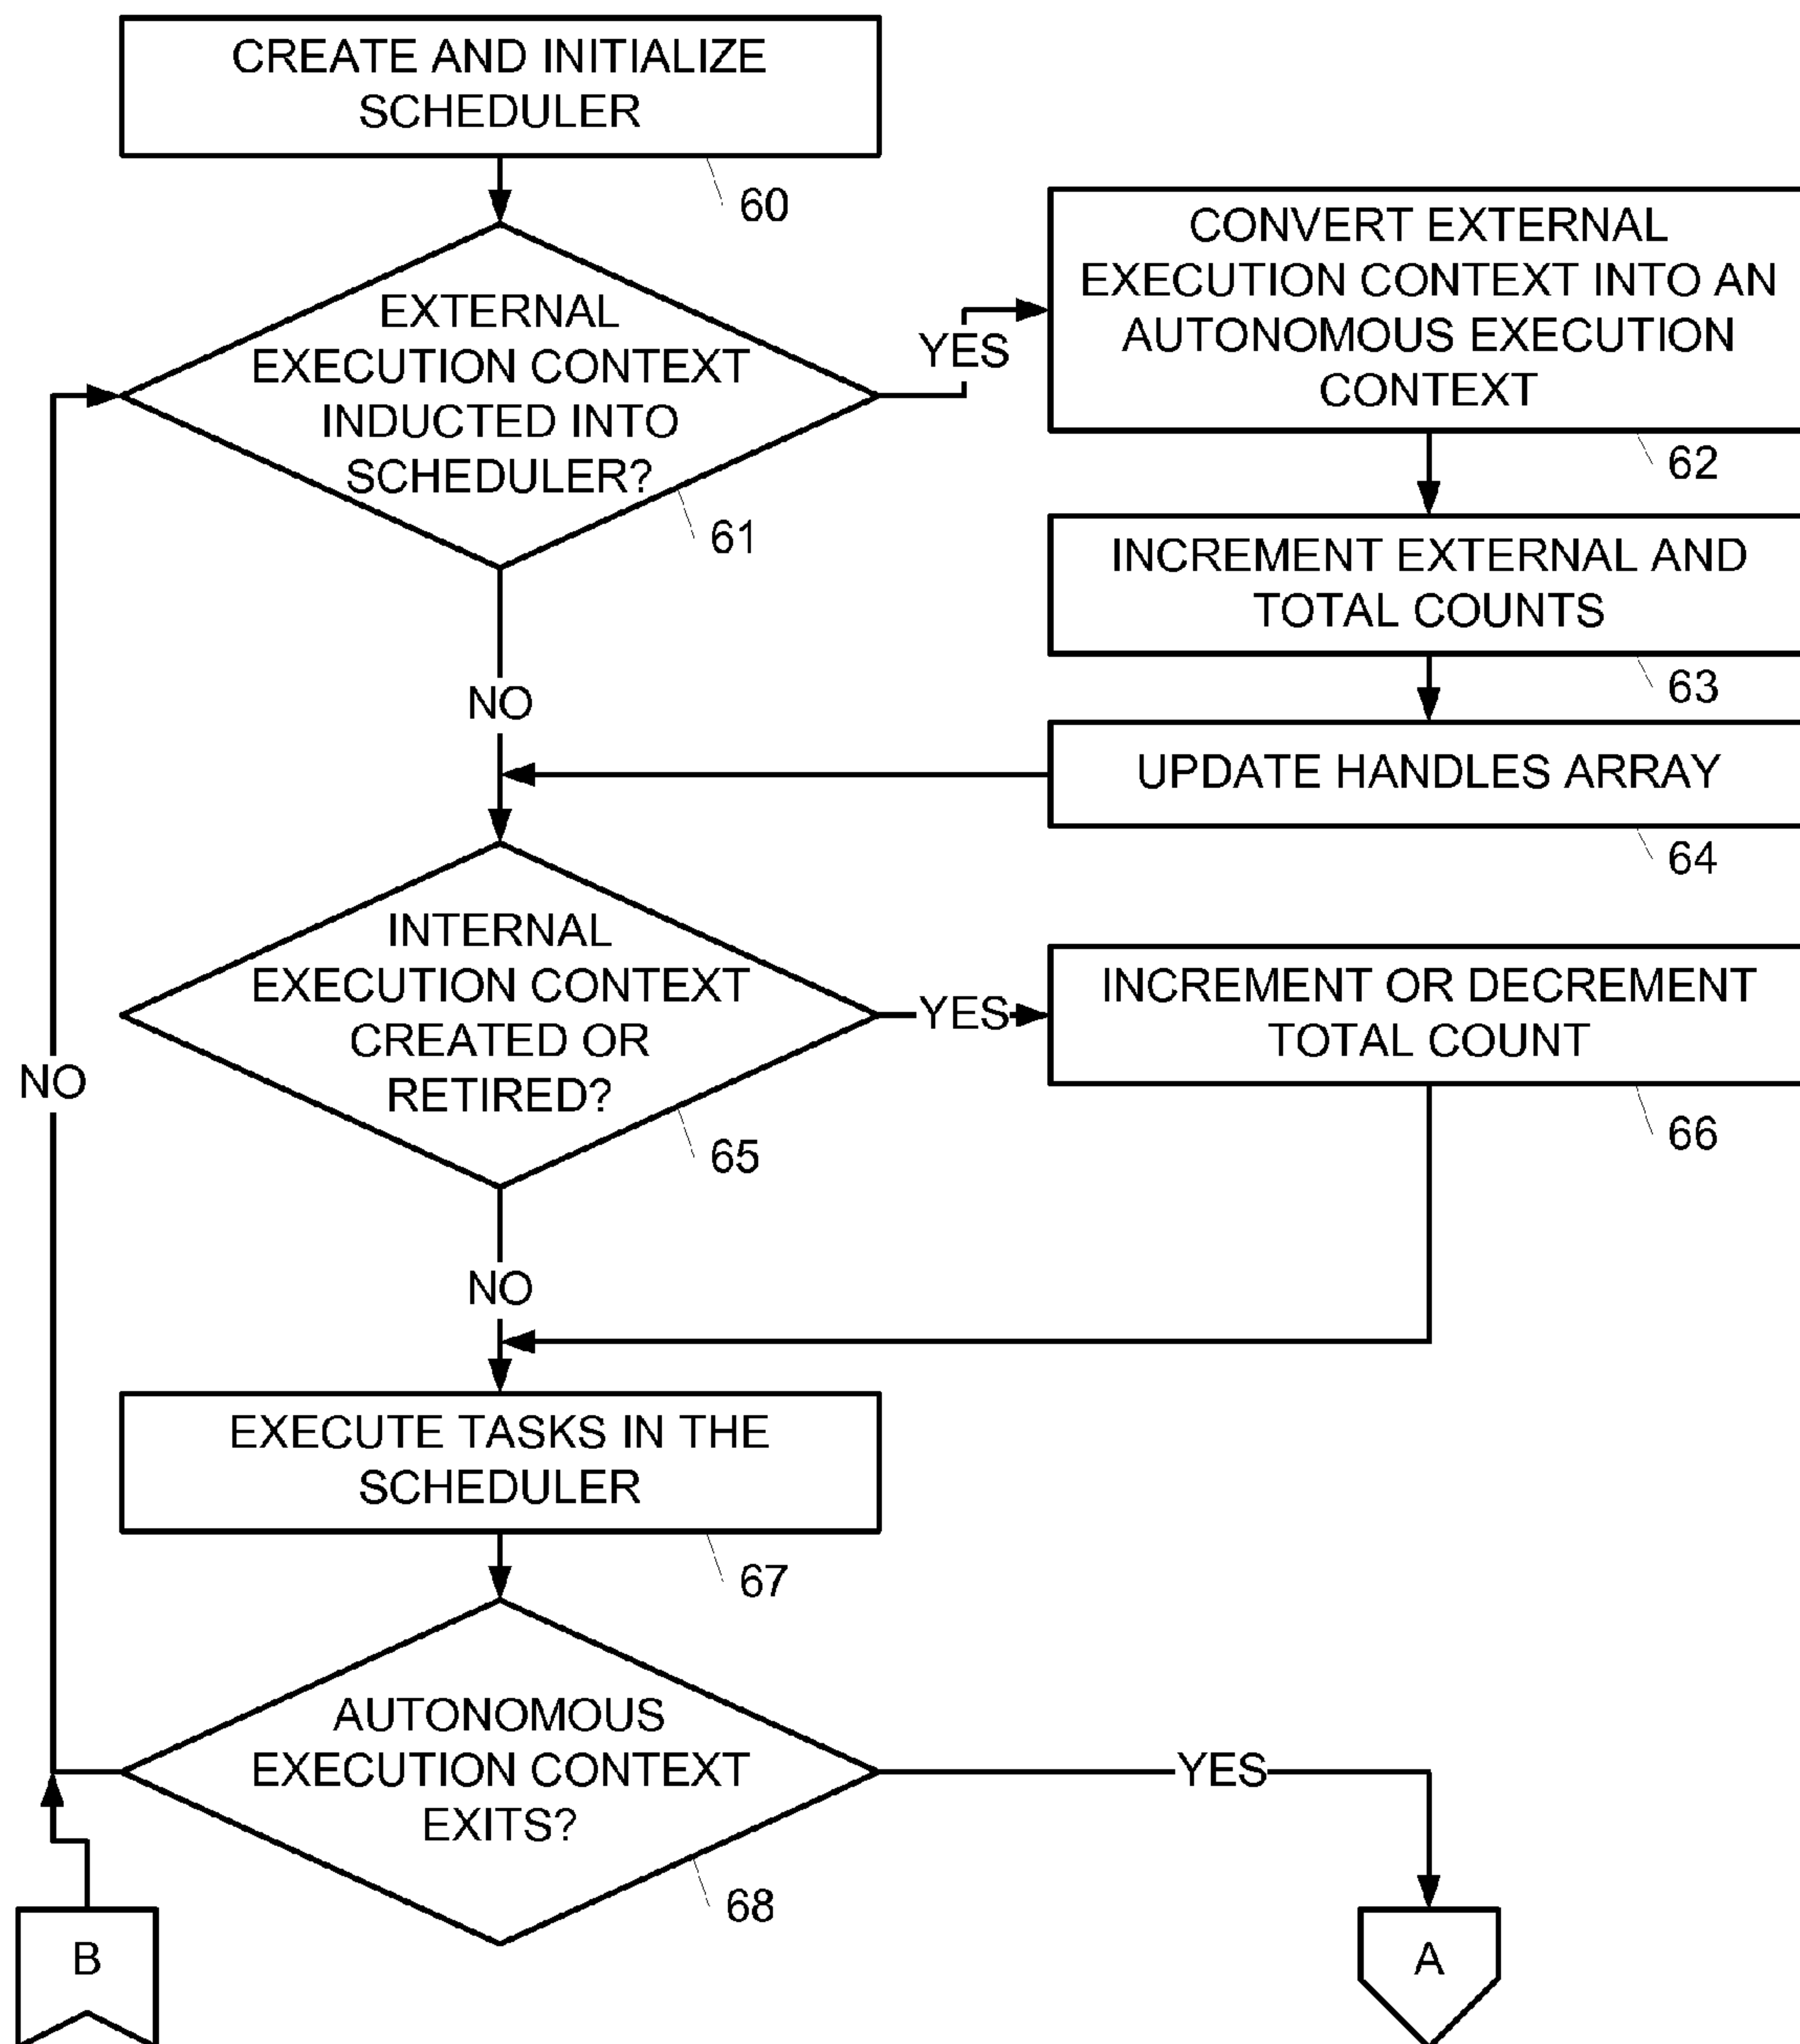 CREATE AND INITIALIZE
SCHEDULER
60
EXTERNAL
EXECUTION CONTEXT
INDUCTED INTO
SCHEDULER?
61
YES
CONVERT EXTERNAL
EXECUTION CONTEXT INTO AN
AUTONOMOUS EXECUTION
CONTEXT
62
INCREMENT EXTERNAL AND
TOTAL COUNTS
63
NO
UPDATE HANDLES ARRAY
64
INTERNAL
EXECUTION CONTEXT
CREATED OR
RETIRED?
65
YES
INCREMENT OR DECREMENT
TOTAL COUNT
66
NO
NO
EXECUTE TASKS IN THE
SCHEDULER
67
AUTONOMOUS
EXECUTION CONTEXT
EXITS?
68
YES
B
A